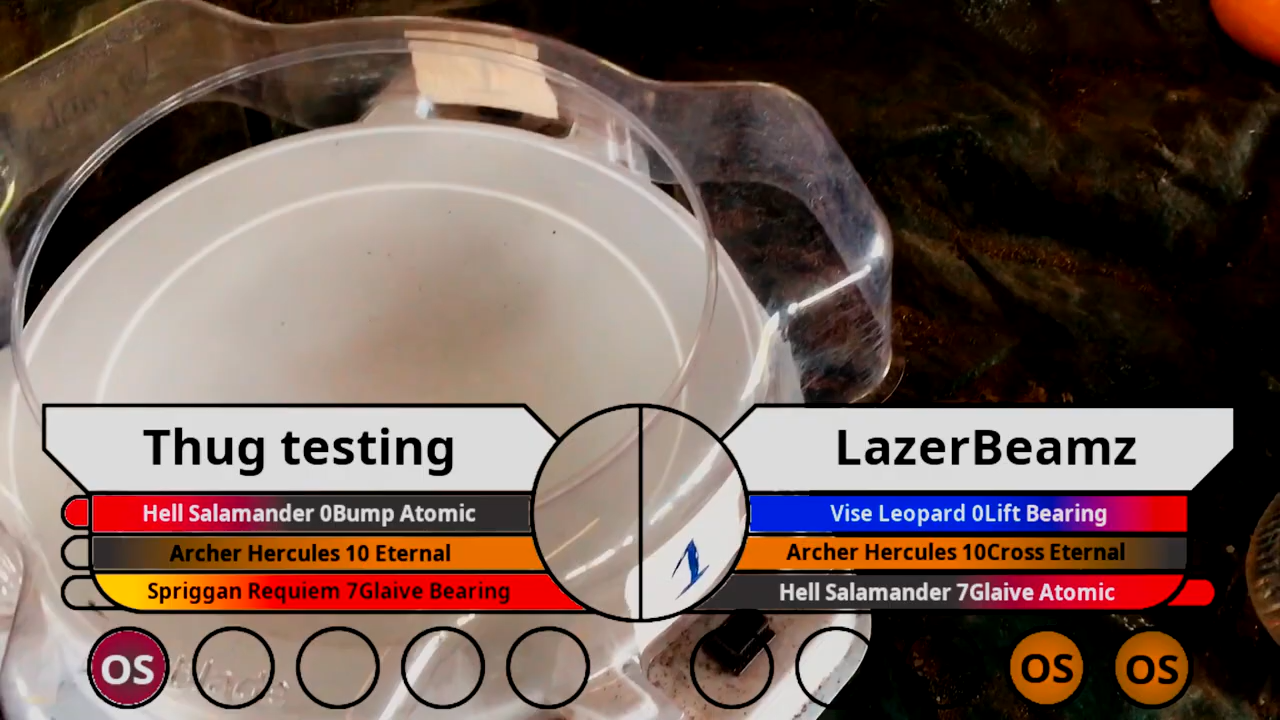 Thug testing
Hell Salamander 0Bump Atomic
Archer Hercules 10 Eternal
Spriggan Requiem 7Glaive Bearing
LazerBeamz
Vise Leopard 0Lift Bearing
Archer Hercules 10Cross Eternal
Hell Salamander 7Glaive Atomic
1
OS
OS
OS